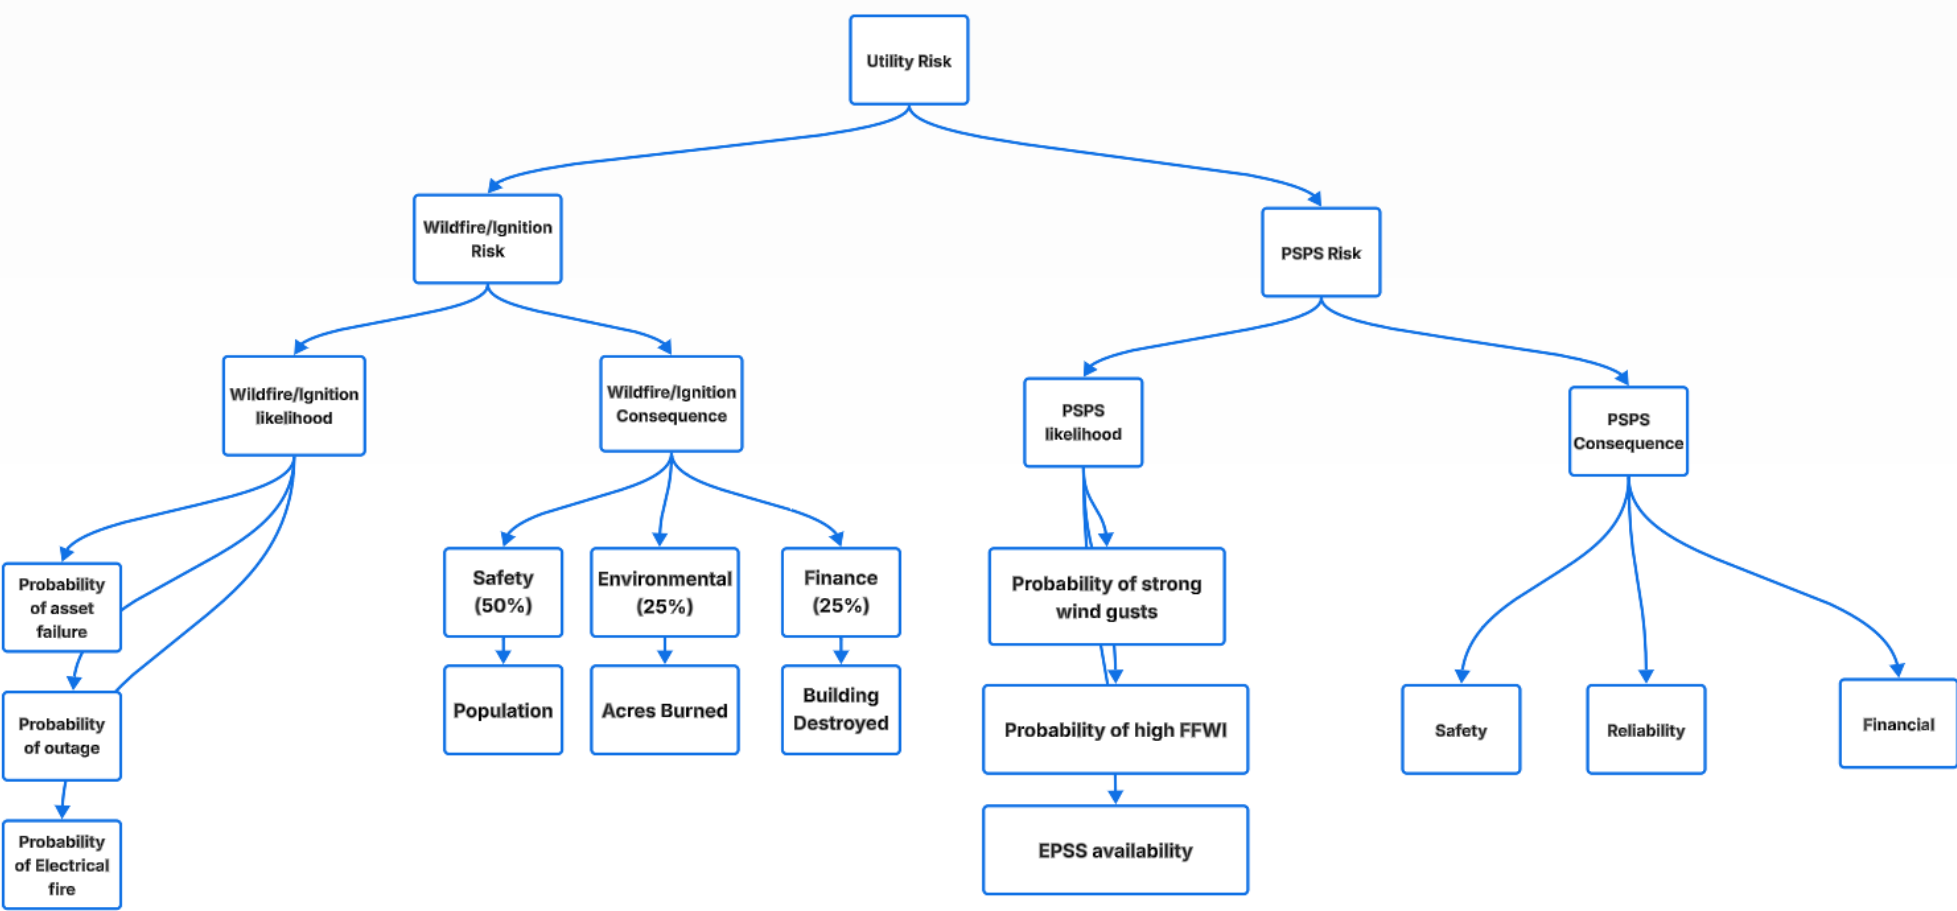 Utility Risk
Wildfire/Ignition
Risk
PSPS Risk
Wildfire/Ignition
likelihood
Wildfire/Ignition
Consequence
PSPS
likelihood
PSPS
Consequence
Probability
of asset
failure
Safety
(50%)
Environmental
(25%)
Finance
(25%)
Probability of strong
wind gusts
Probability
of outage
Population
Acres Burned
Building
Destroyed
Probability of high FFWI
Safety
Reliability
Financial
Probability
of Electrical
fire
EPSS availability